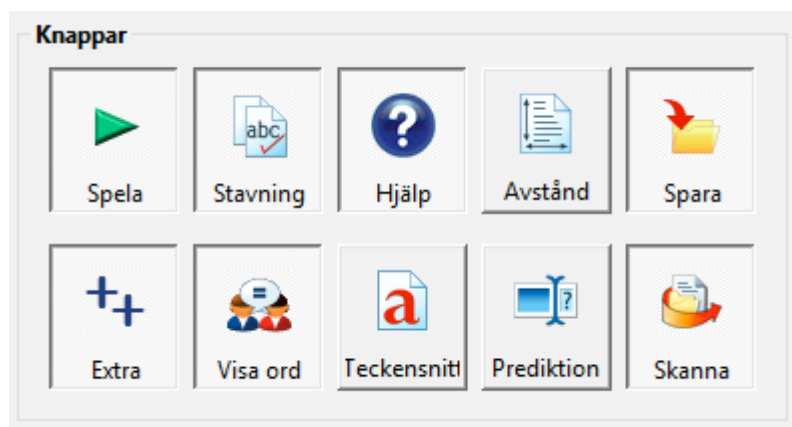 Knappar
abc
Spela Stavning Hjälp Avstånd Spara
Extra Visa ord Teckensnitt Prediktion Skanna